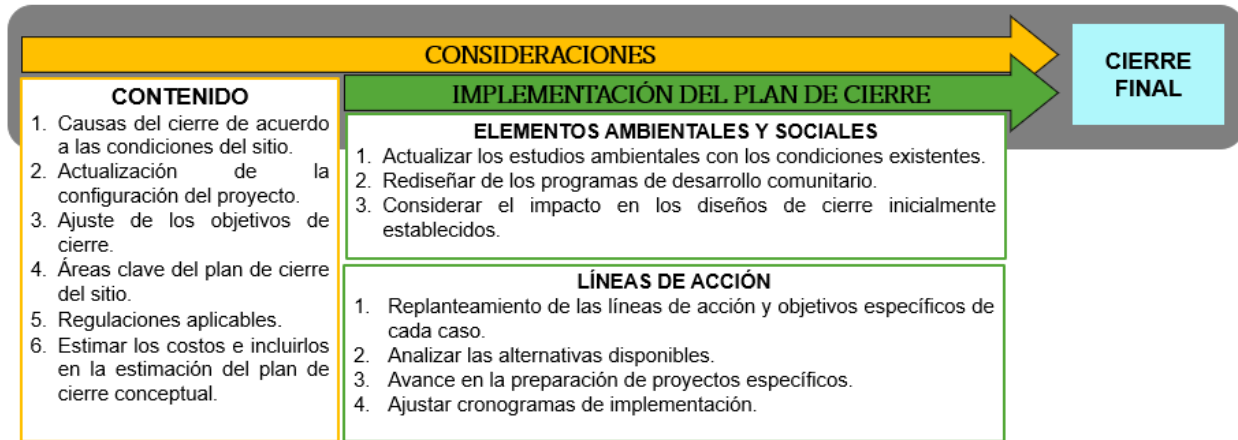 CONSIDERACIONES
CIERRE
FINAL
IMPLEMENTACIÓN DEL PLAN DE CIERRE
CONTENIDO
1. Causas del cierre de acuerdo
a las condiciones del sitio.
2. Actualización de la
configuración del proyecto.
3. Ajuste de los objetivos de
cierre.
4. Áreas clave del plan de cierre
del sitio.
5. Regulaciones aplicables.
6. Estimar los costos e incluirlos
en la estimación del plan de
cierre conceptual.
ELEMENTOS AMBIENTALES Y SOCIALES
1. Actualizar los estudios ambientales con los condiciones existentes.
2. Rediseñar de los programas de desarrollo comunitario.
3. Considerar el impacto en los diseños de cierre inicialmente
establecidos.
LÍNEAS DE ACCIÓN
1. Replanteamiento de las líneas de acción y objetivos específicos de
cada caso.
2. Analizar las alternativas disponibles.
3. Avance en la preparación de proyectos específicos.
4. Ajustar cronogramas de implementación.